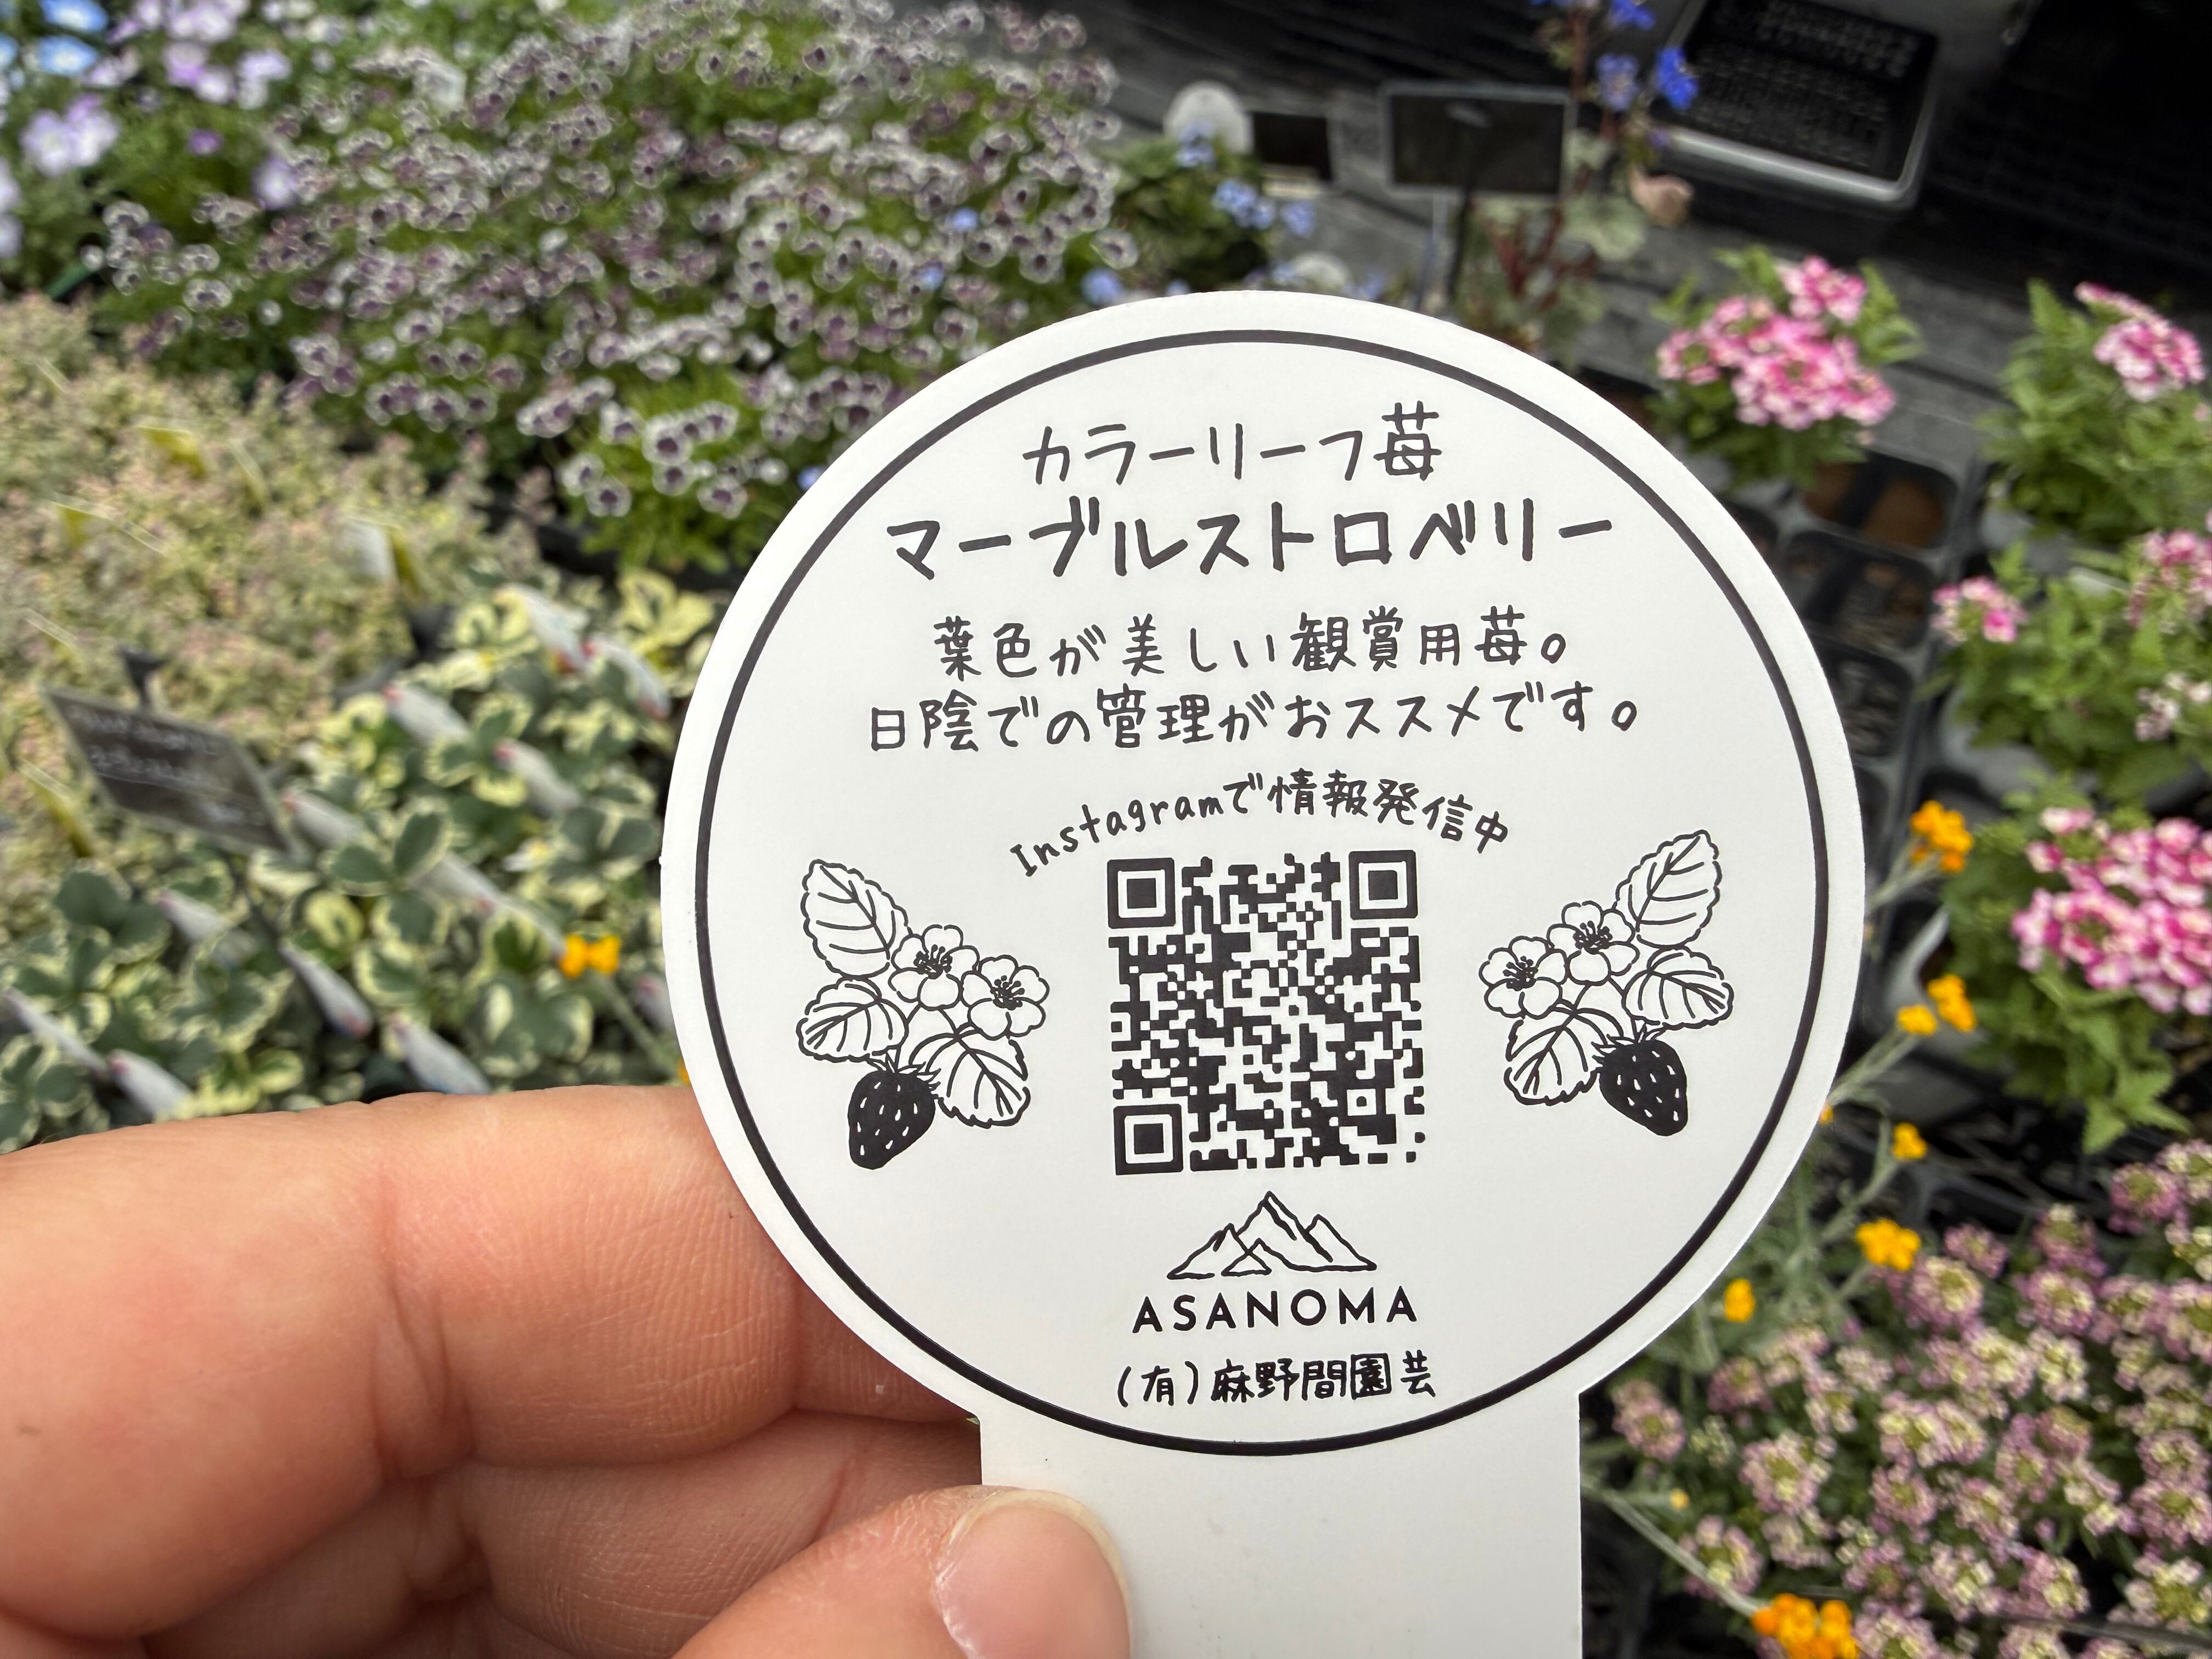 カラーリーフ苺
マーブルストロベリー
葉色が美しい観賞用苺。
日陰での管理がおススメです。
Instagramで情報発信中
ASANOMA
(有)麻野間園芸